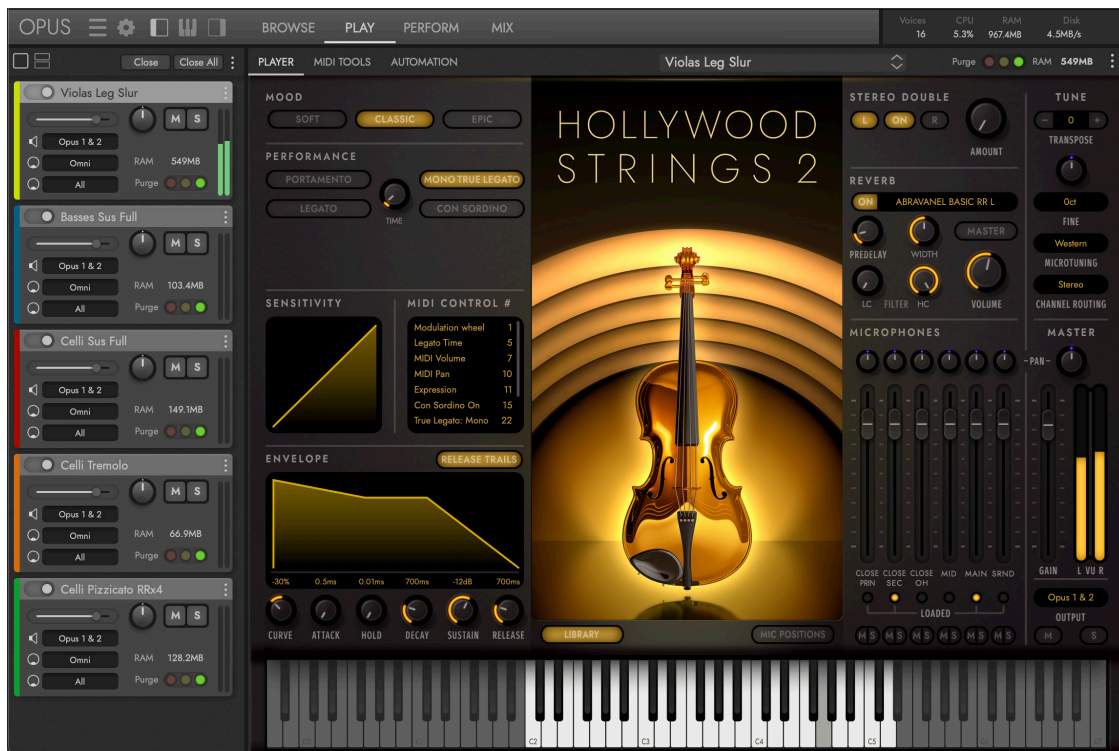 OPUS
BROWSE PLAY PERFORM MIX
Voices CPU RAM Disk
16 5.3% 967.4MB 4.5MB/s
Close Close All
PLAYER MIDI TOOLS AUTOMATION
Violas Leg Slur
Purge RAM 549MB
Violas Leg Slur
M S
Opus 1 & 2
Omni RAM 549MB
All Purge
Basses Sus Full
M S
Opus 1 & 2
Omni RAM 103.4MB
All Purge
Celli Sus Full
M S
Opus 1 & 2
Omni RAM 149.1MB
All Purge
Celli Tremolo
M S
Opus 1 & 2
Omni RAM 66.9MB
All Purge
Celli Pizzicato RRx4
M S
Opus 1 & 2
Omni RAM 128.2MB
All Purge
MOOD
SOFT CLASSIC EPIC
PERFORMANCE
PORTAMENTO MONO TRUE LEGATO
LEGATO CON SORDINO
TIME
SENSITIVITY
MIDI CONTROL #
Modulation wheel 1
Legato Time 5
MIDI Volume 7
MIDI Pan 10
Expression 11
Con Sordino On 15
True Legato: Mono 22
ENVELOPE RELEASE TRAILS
-30% 0.5ms 0.01ms 700ms -12dB 700ms
CURVE ATTACK HOLD DECAY SUSTAIN RELEASE
HOLLYWOOD
STRINGS 2
LIBRARY MIC POSITIONS
STEREO DOUBLE
L ON R
AMOUNT
REVERB
ON ABRAVANEL BASIC RR L
MASTER
PREDELAY WIDTH
LC FILTER HC VOLUME
MICROPHONES
CLOSE PRIN
CLOSE SEC
CLOSE OH
MID
MAIN
SRND
LOADED
M S M S M S M S M S M S
TUNE
- 0 +
TRANSPOSE
0ct
FINE
Western
MICROTUNING
Stereo
CHANNEL ROUTING
MASTER
-PAN-
GAIN L VU R
Opus 1 & 2
OUTPUT
M S
C0 C1 C2 C3 C4 C5 C6 C7